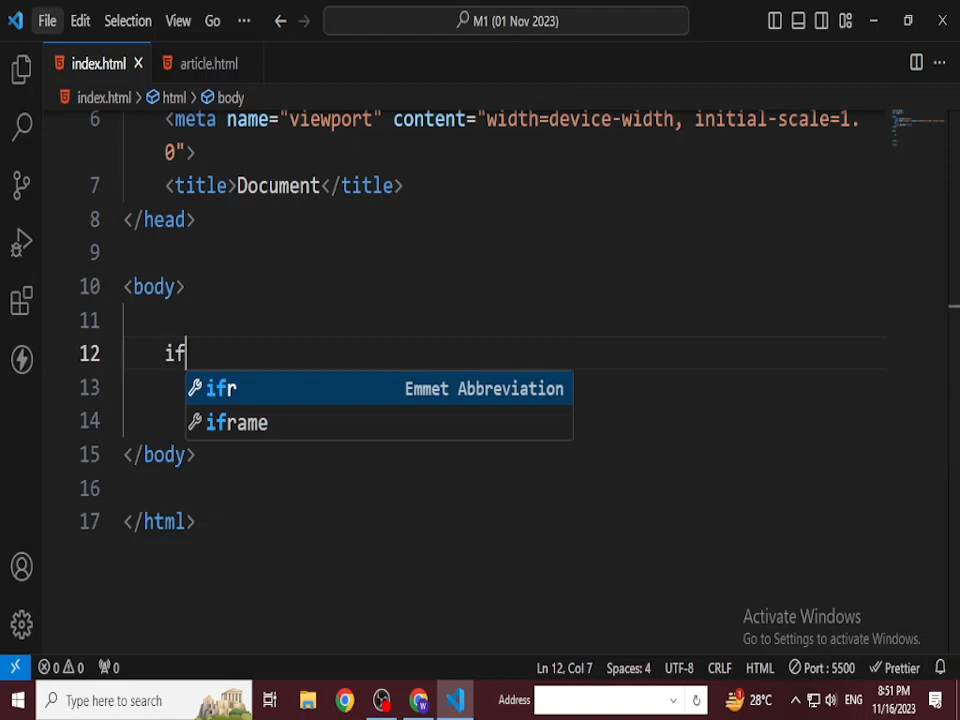 File Edit Selection View Go ··· M1 (01 Nov 2023)
index.html article.html
index.html > html > body
6 <meta name="viewport" content="width=device-width, initial-scale=1.
0">
7 <title>Document</title>
8 </head>
9
10 <body>
11
12 if
13 ifr Emmet Abbreviation
14 iframe
15 </body>
16
17 </html>
Activate Windows
Go to Settings to activate Windows.
0 0 0 Ln 12, Col 7 Spaces: 4 UTF-8 CRLF HTML Port : 5500 Prettier
Type here to search Address 1 28°C ENG 8:51 PM
11/16/2023